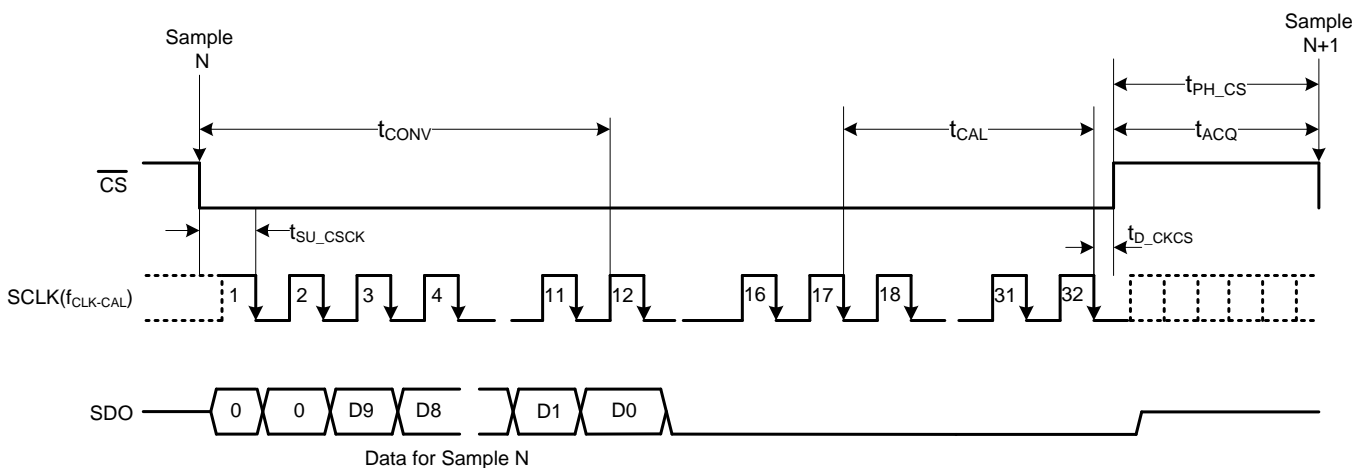 Sample
N
Sample
N+1
tPH_CS
tCONV
tCAL
tACQ
CS
tSU_CSCK
tD_CKCS
SCLK(fCLK-CAL)
1 2 3 4 11 12 16 17 18 31 32
SDO
0 0 D9 D8 D1 D0
Data for Sample N